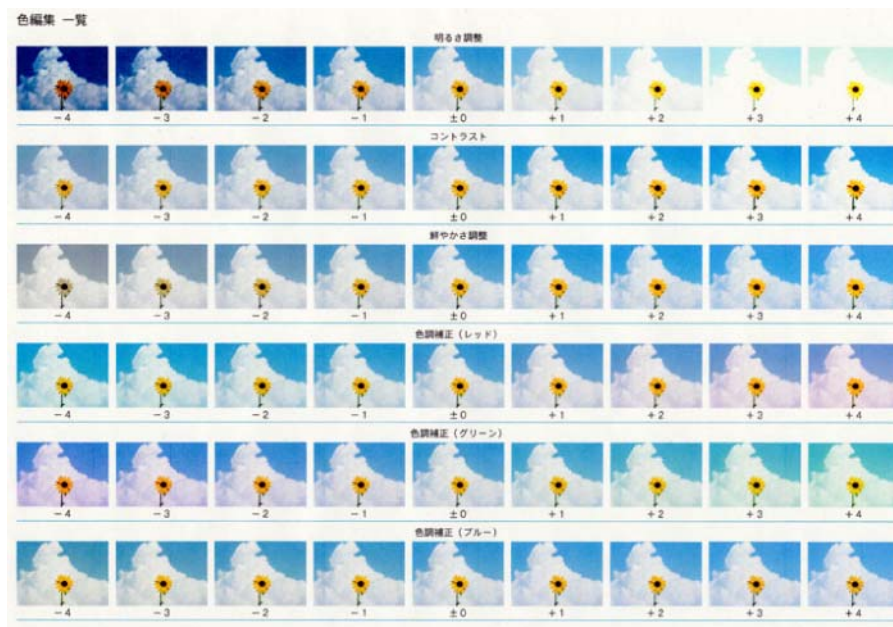 色編集 一覧
明るさ調整
－4 －3 －2 －1 ±0 ＋1 ＋2 ＋3 ＋4
コントラスト
－4 －3 －2 －1 ±0 ＋1 ＋2 ＋3 ＋4
鮮やかさ調整
－4 －3 －2 －1 ±0 ＋1 ＋2 ＋3 ＋4
色調補正（レッド）
－4 －3 －2 －1 ±0 ＋1 ＋2 ＋3 ＋4
色調補正（グリーン）
－4 －3 －2 －1 ±0 ＋1 ＋2 ＋3 ＋4
色調補正（ブルー）
－4 －3 －2 －1 ±0 ＋1 ＋2 ＋3 ＋4